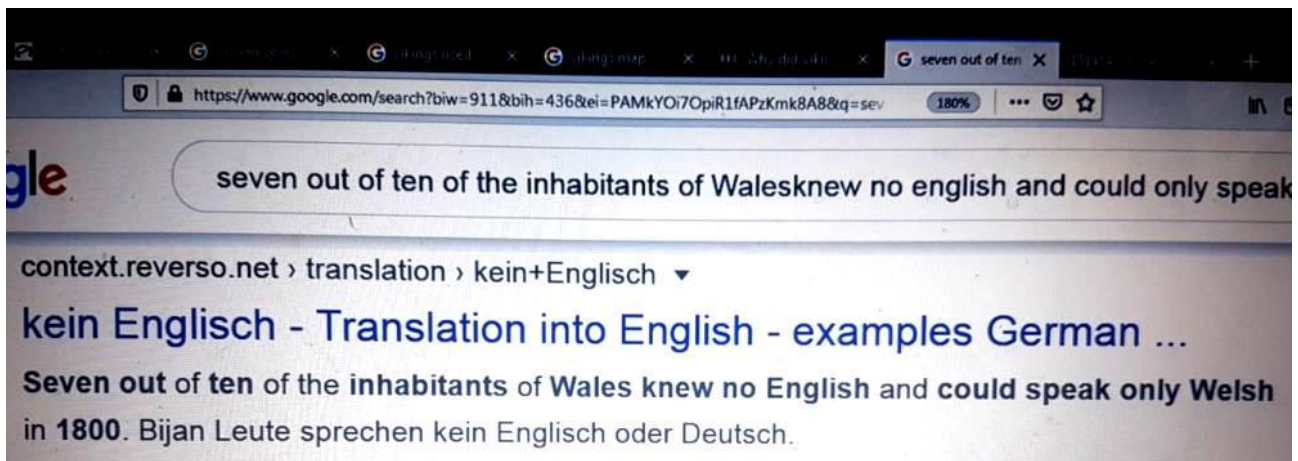 seven out of ten
https://www.google.com/search?biw=911&bih=436&ei=PAMkYOi7OpiR1fAPzKmk8A8&q=sev 180%
gle seven out of ten of the inhabitants of Walesknew no english and could only speak
context.reverso.net › translation › kein+Englisch
kein Englisch - Translation into English - examples German ...
Seven out of ten of the inhabitants of Wales knew no English and could speak only Welsh
in 1800. Bijan Leute sprechen kein Englisch oder Deutsch.